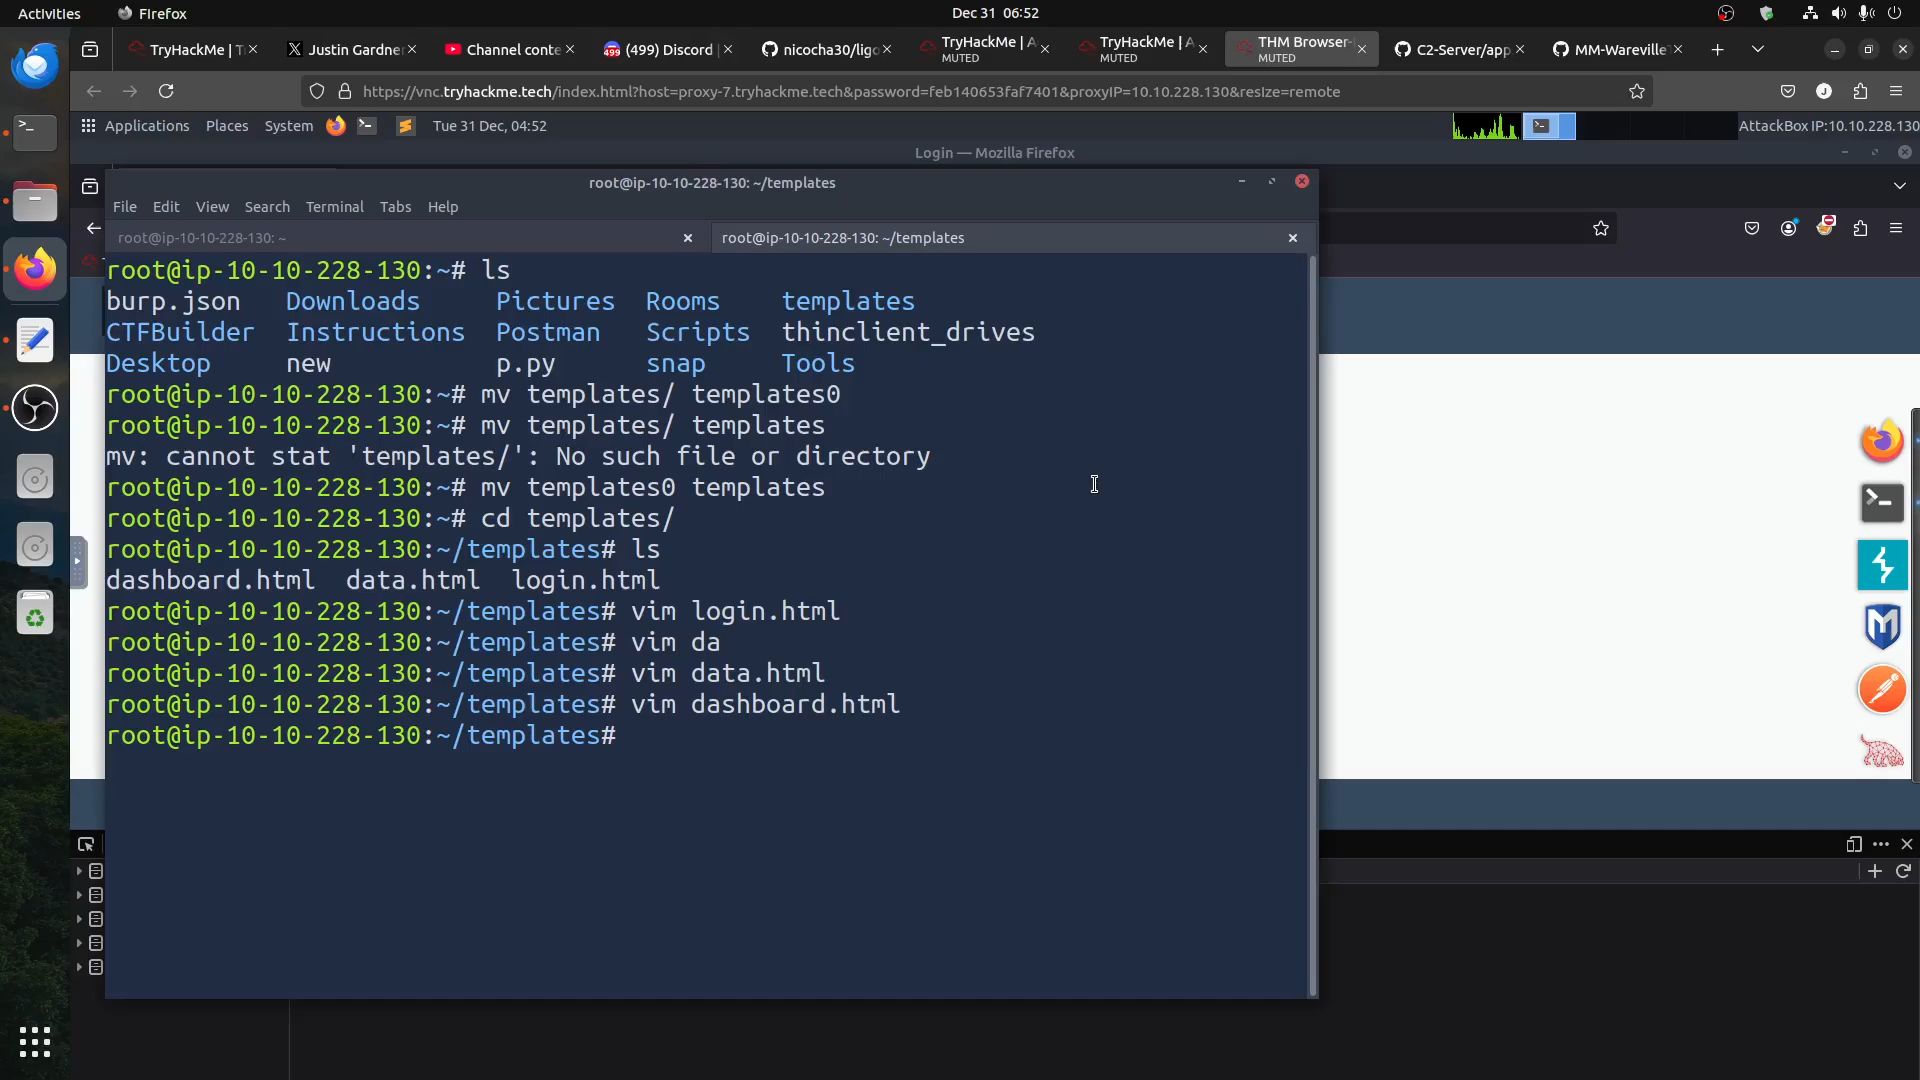 Activities Firefox Dec 31 06:52
TryHackMe | T Justin Gardne Channel conte (499) Discord | nicocha30/ligo TryHackMe | A MUTED TryHackMe | A MUTED THM Browser- MUTED C2-Server/app MM-Wareville
https://vnc.tryhackme.tech/index.html?host=proxy-7.tryhackme.tech&password=feb140653faf7401&proxyIP=10.10.228.130&resize=remote
Applications Places System Tue 31 Dec, 04:52 AttackBox IP:10.10.228.130
Login — Mozilla Firefox
root@ip-10-10-228-130: ~/templates
File Edit View Search Terminal Tabs Help
root@ip-10-10-228-130: ~ root@ip-10-10-228-130: ~/templates
root@ip-10-10-228-130:~# ls
burp.json Downloads Pictures Rooms templates
CTFBuilder Instructions Postman Scripts thinclient_drives
Desktop new p.py snap Tools
root@ip-10-10-228-130:~# mv templates/ templates0
root@ip-10-10-228-130:~# mv templates/ templates
mv: cannot stat 'templates/': No such file or directory
root@ip-10-10-228-130:~# mv templates0 templates
root@ip-10-10-228-130:~# cd templates/
root@ip-10-10-228-130:~/templates# ls
dashboard.html data.html login.html
root@ip-10-10-228-130:~/templates# vim login.html
root@ip-10-10-228-130:~/templates# vim da
root@ip-10-10-228-130:~/templates# vim data.html
root@ip-10-10-228-130:~/templates# vim dashboard.html
root@ip-10-10-228-130:~/templates#